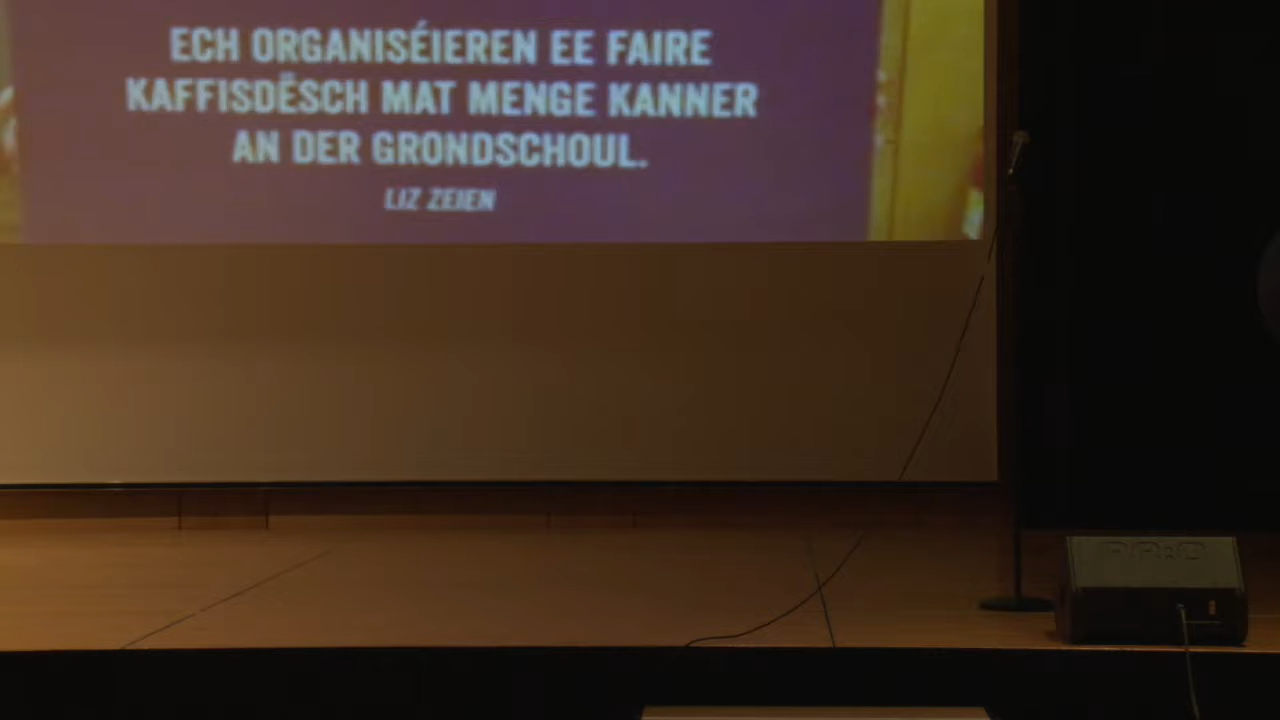 ECH ORGANISÉIEREN EE FAIRE
KAFFISDËSCH MAT MENGE KANNER
AN DER GRONDSCHOUL.
LIZ ZEIEN